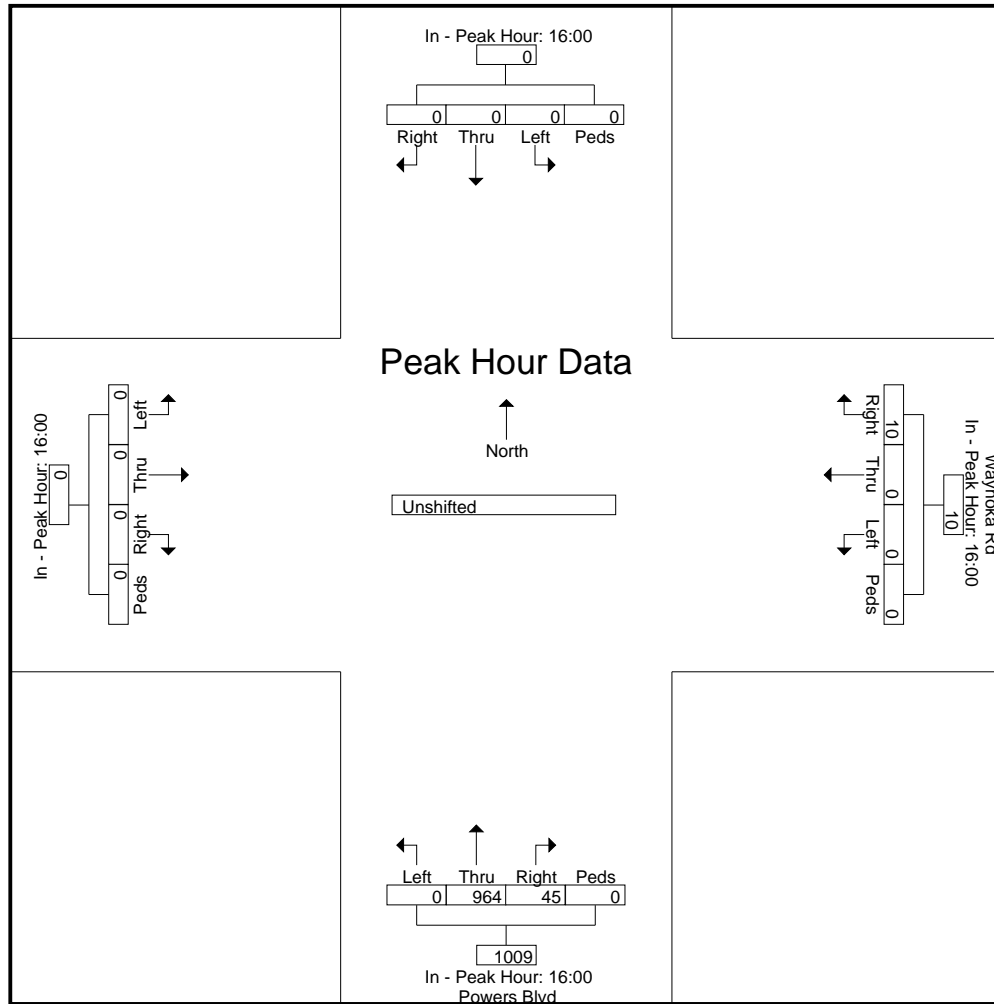 In - Peak Hour: 16:00
0
0 0 0 0
Right Thru Left Peds
Peak Hour Data
North
Unshifted
In - Peak Hour: 16:00
0
0 0 0 0
Left Thru Right Peds
Waynoka Rd
In - Peak Hour: 16:00
10
10 0 0 0
Right Thru Left Peds
Left Thru Right Peds
0 964 45 0
1009
In - Peak Hour: 16:00
Powers Blvd